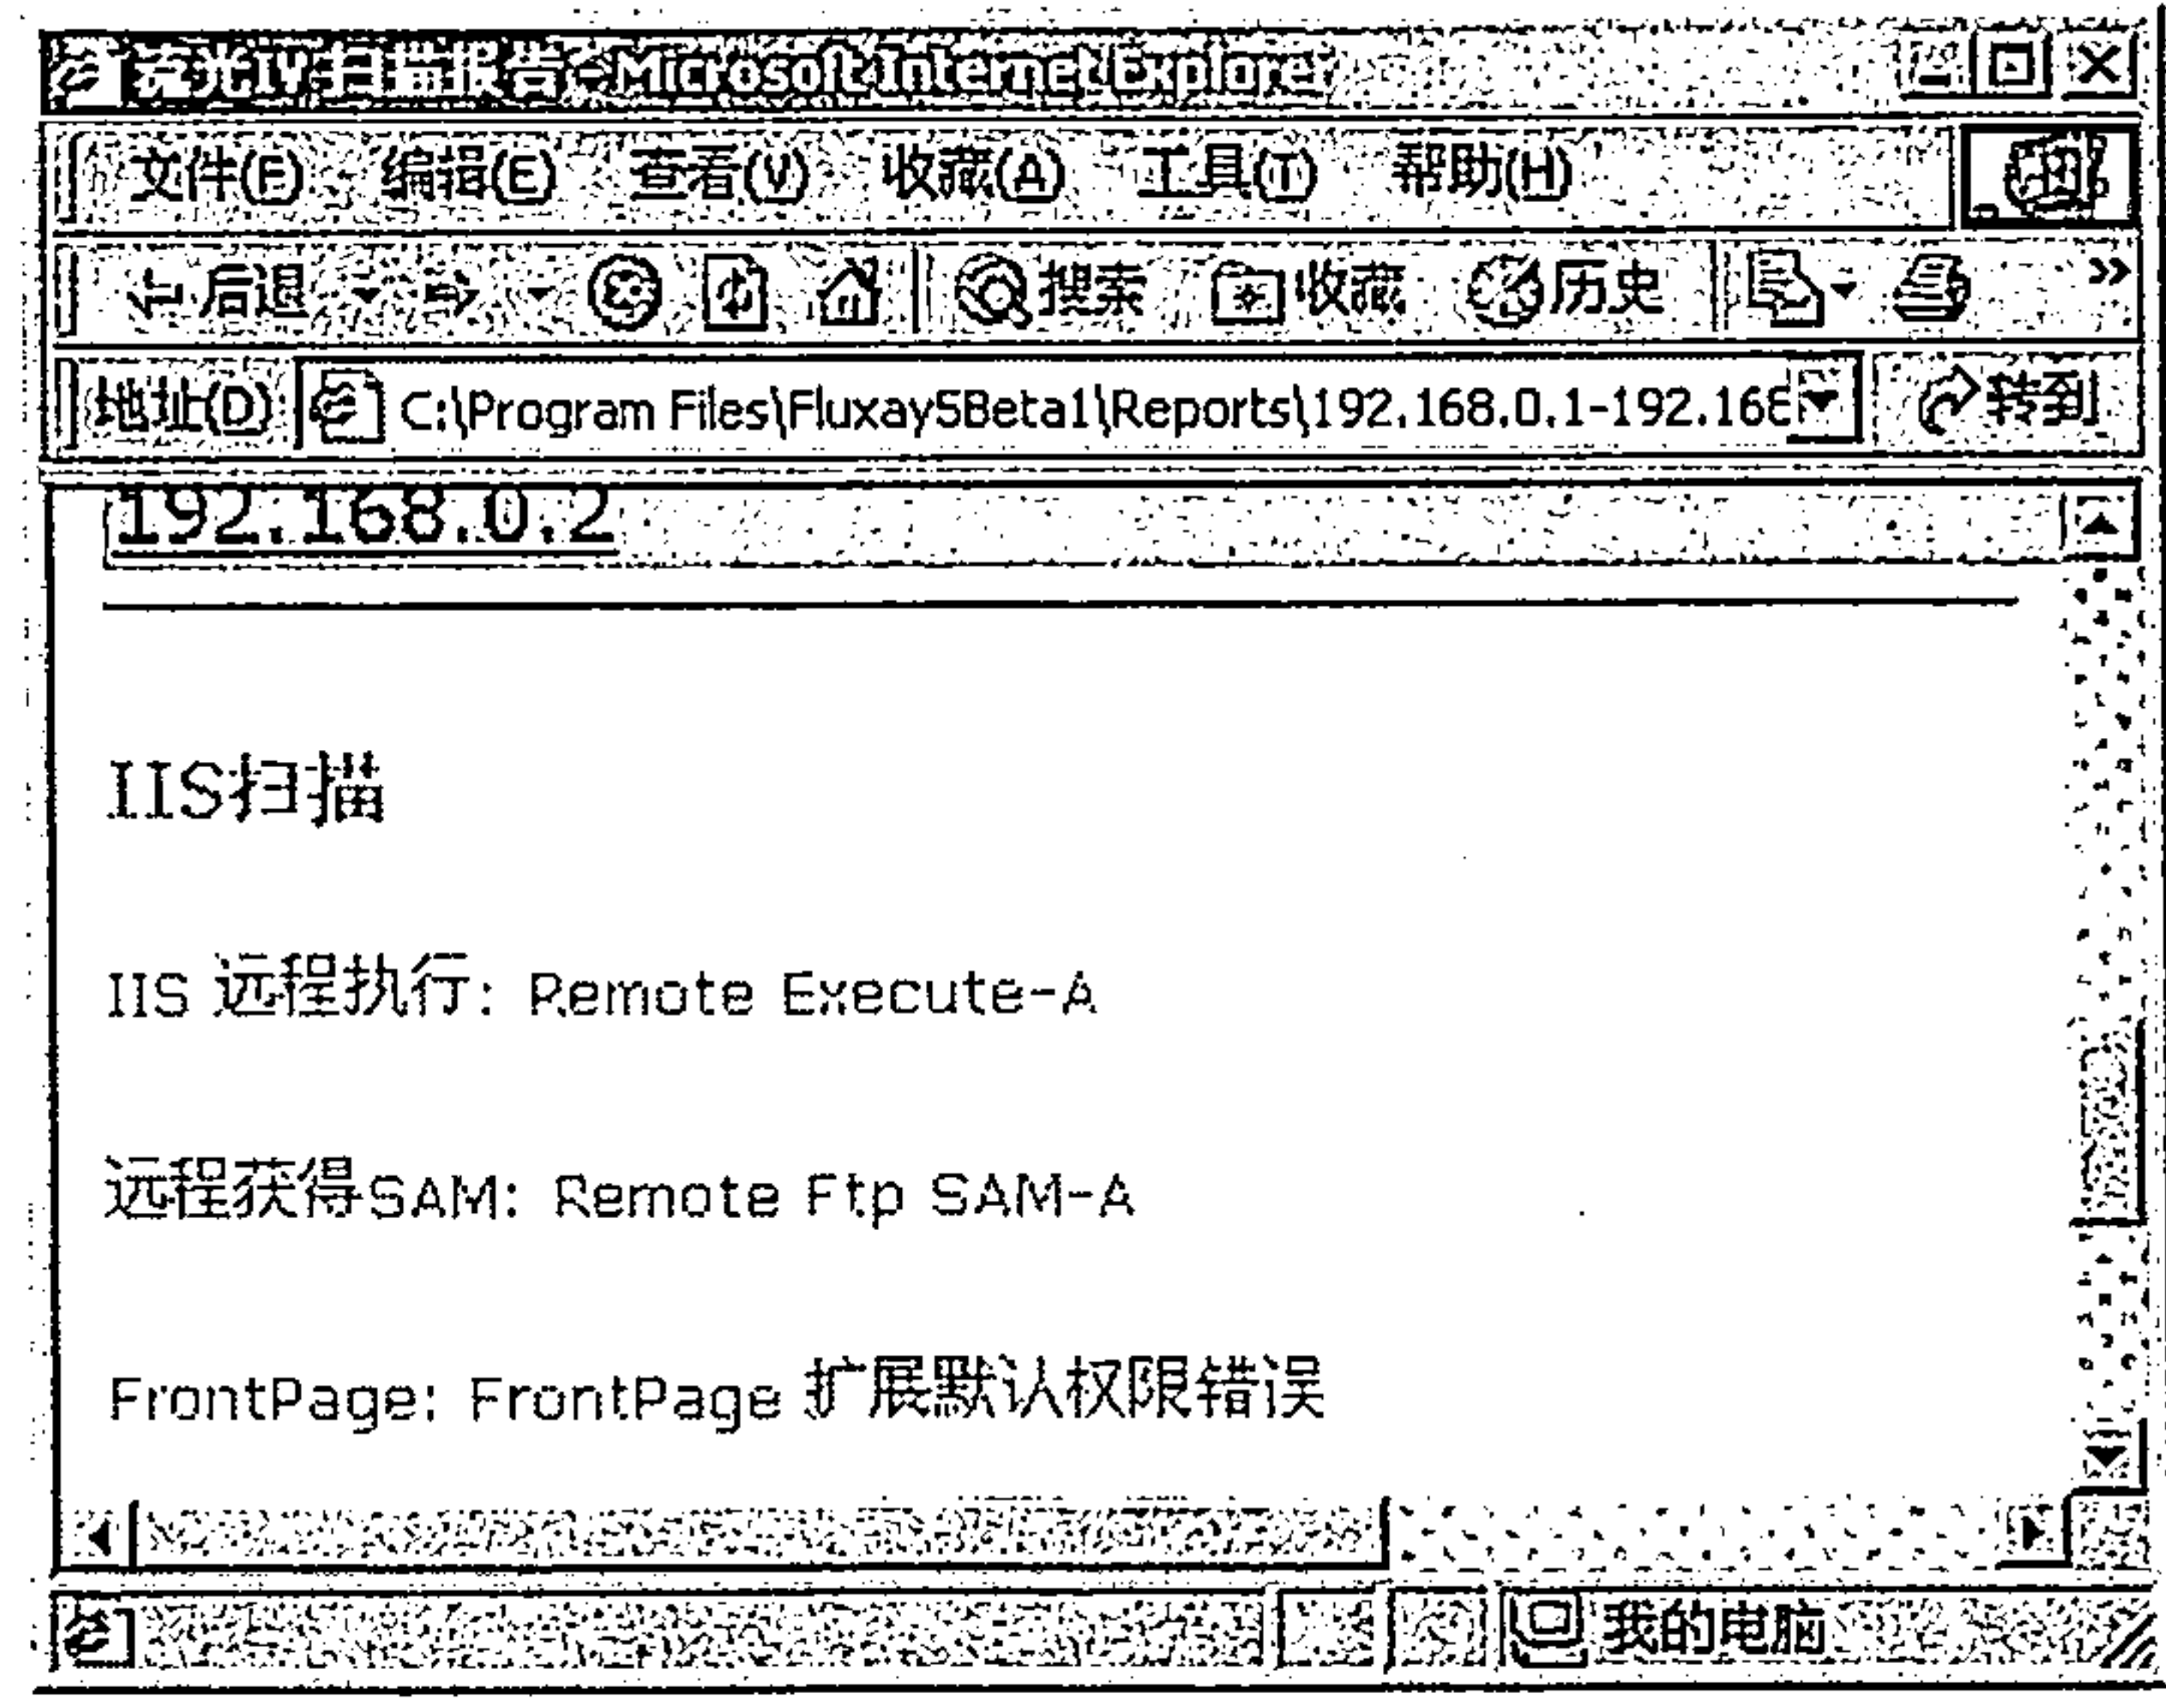 流光IV扫描报告 - Microsoft Internet Explorer
文件(F) 编辑(E) 查看(V) 收藏(A) 工具(T) 帮助(H)
后退 搜索 收藏 历史 »
地址(D) C:\Program Files\Fluxay5Beta1\Reports\192.168.0.1-192.168 转到
192.168.0.2
IIS扫描
IIS 远程执行: Remote Execute-A
远程获得SAM: Remote Ftp SAM-A
FrontPage: FrontPage 扩展默认权限错误
我的电脑